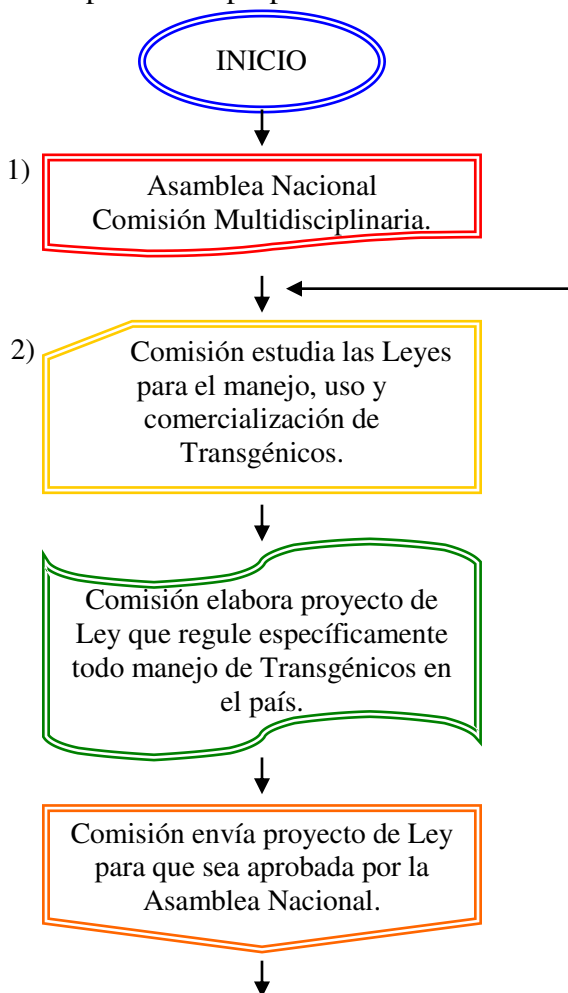 INICIO
1)
Asamblea Nacional
Comisión Multidisciplinaria.
2)
Comisión estudia las Leyes
para el manejo, uso y
comercialización de
Transgénicos.
Comisión elabora proyecto de
Ley que regule específicamente
todo manejo de Transgénicos en
el país.
Comisión envía proyecto de Ley
para que sea aprobada por la
Asamblea Nacional.